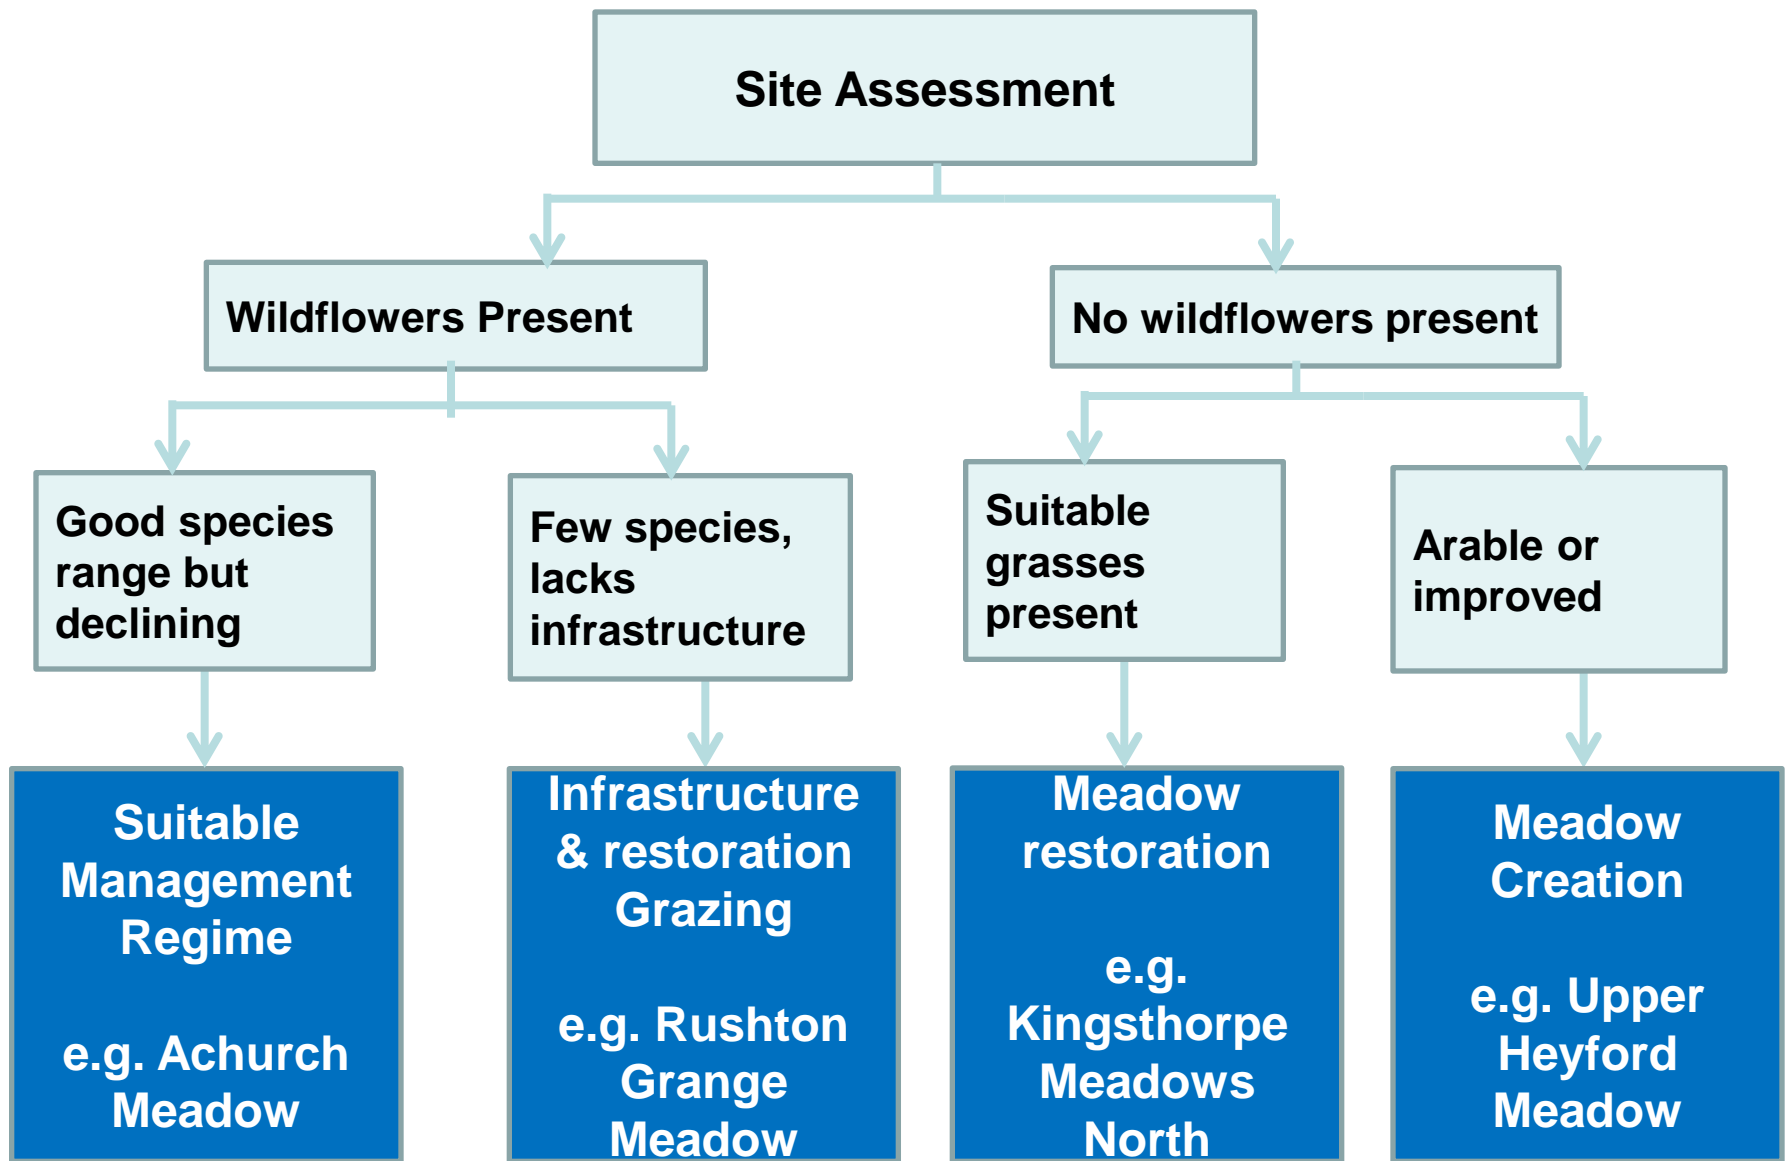 Site Assessment
Wildflowers Present
No wildflowers present
Good species
range but
declining
Few species,
lacks
infrastructure
Suitable
grasses
present
Arable or
improved
Suitable
Management
Regime
e.g. Achurch
Meadow
Infrastructure
& restoration
Grazing
e.g. Rushton
Grange
Meadow
Meadow
restoration
e.g.
Kingsthorpe
Meadows
North
Meadow
Creation
e.g. Upper
Heyford
Meadow